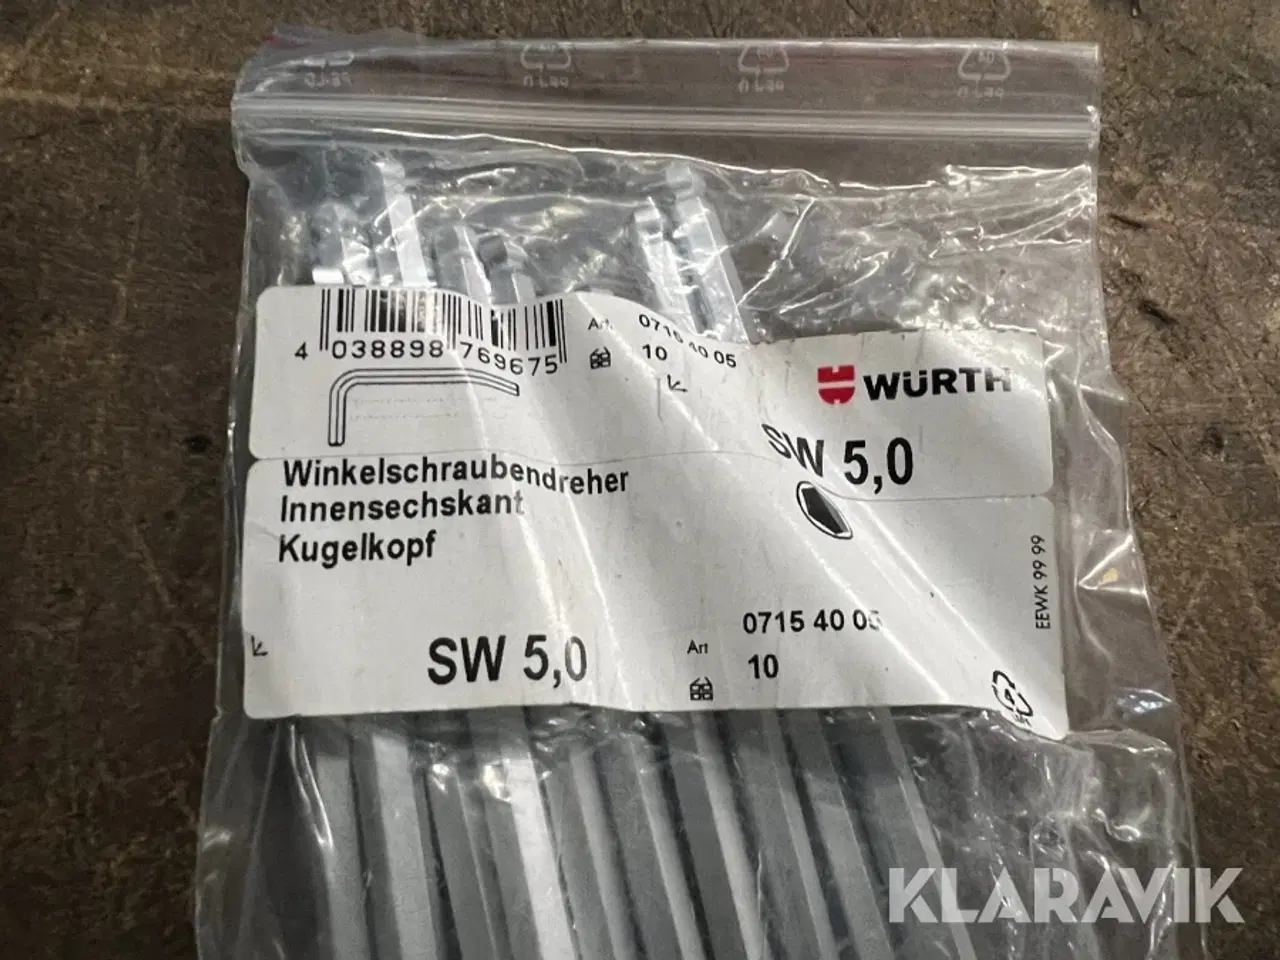 4 038898 769675
Art. 0715 40 05
10
WÜRTH
SW 5,0
Winkelschraubendreher
Innensechskant
Kugelkopf
SW 5,0
Art 0715 40 05
10
EEWK 99 99
KLARAVIK